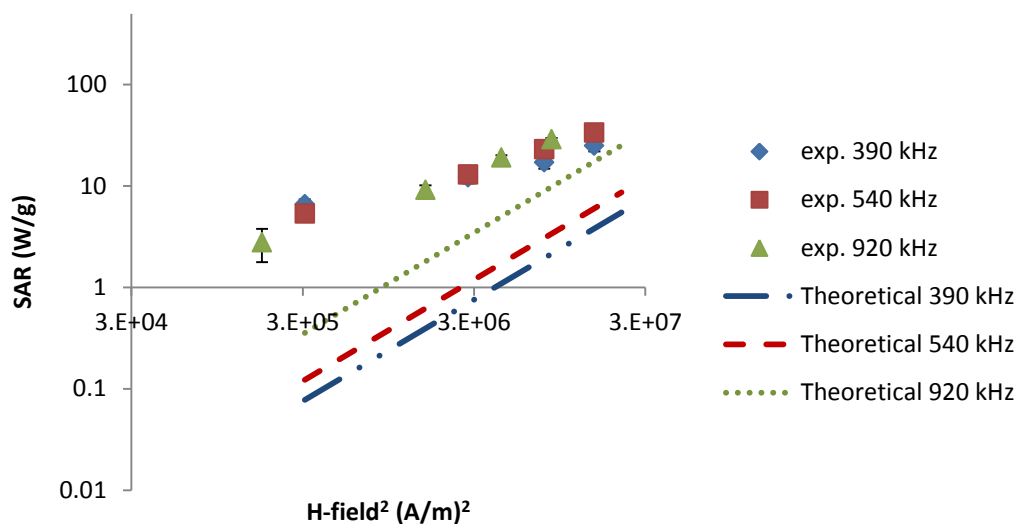 100
10
1
0.1
0.01
3.E+04 3.E+05 3.E+06 3.E+07
SAR (W/g)
H-field² (A/m)²
exp. 390 kHz
exp. 540 kHz
exp. 920 kHz
Theoretical 390 kHz
Theoretical 540 kHz
Theoretical 920 kHz